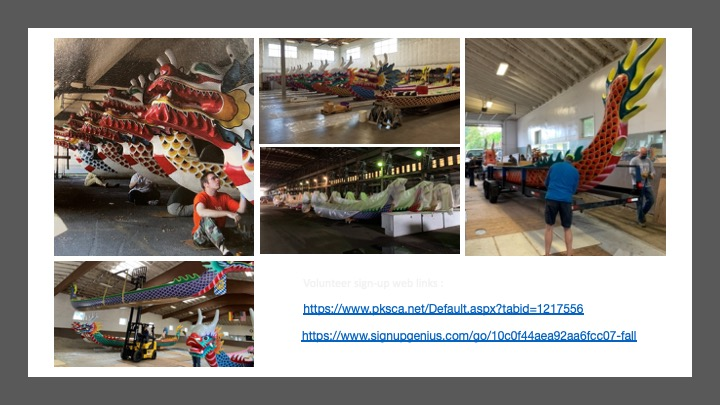 Volunteer sign-up web links :
https://www.pksca.net/Default.aspx?tabid=1217556
https://www.signupgenius.com/go/10c0f44aea92aa6fcc07-fall